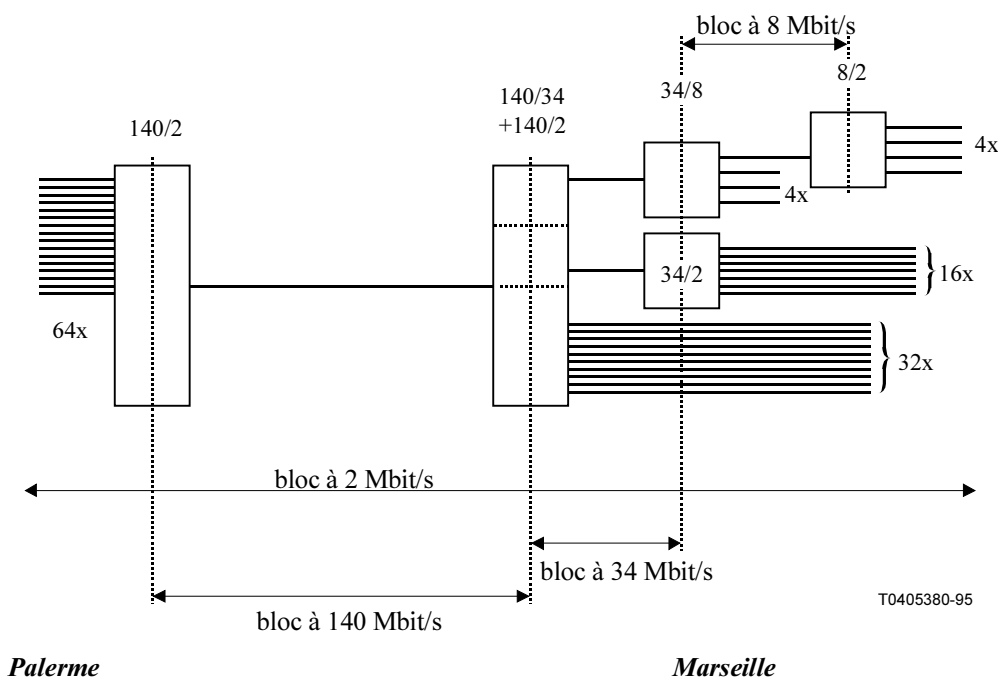 bloc à 8 Mbit/s
8/2
140/34
+140/2
34/8
140/2
4x
4x
34/2
16x
64x
32x
bloc à 2 Mbit/s
bloc à 34 Mbit/s
T0405380-95
bloc à 140 Mbit/s
Palerme
Marseille